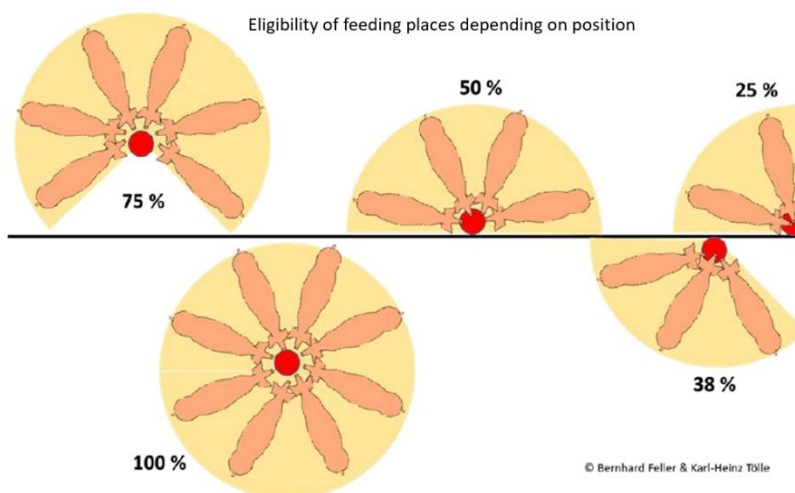 Eligibility of feeding places depending on position
50 %
25 %
75 %
38 %
100 %
© Bernhard Feller & Karl-Heinz Tölle